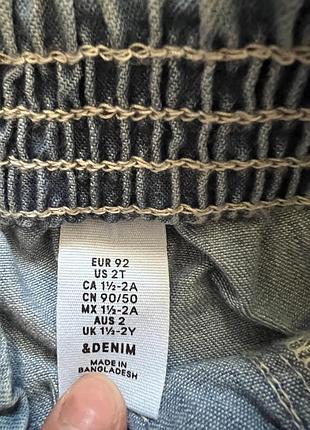 EUR 92
US 2T
CA 1½-2A
CN 90/50
MX 1½-2A
AUS 2
UK 1½-2Y
&DENIM
MADE IN
BANGLADESH